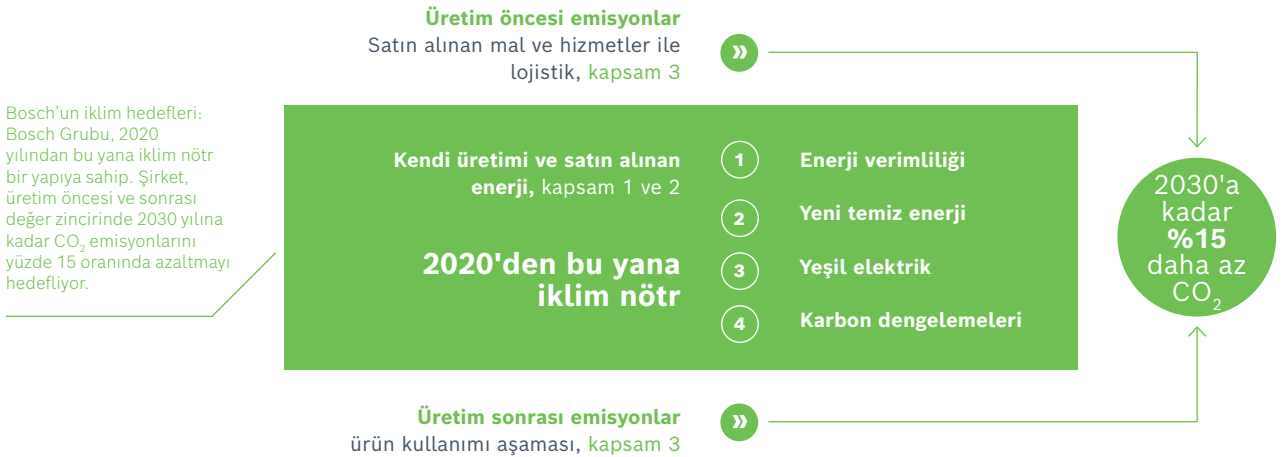 Üretim öncesi emisyonlar
Satın alınan mal ve hizmetler ile
lojistik, kapsam 3
»
Bosch'un iklim hedefleri:
Bosch Grubu, 2020
yılından bu yana iklim nötr
bir yapıya sahip. Şirket,
üretim öncesi ve sonrası
değer zincirinde 2030 yılına
kadar CO₂ emisyonlarını
yüzde 15 oranında azaltmayı
hedefliyor.
Kendi üretimi ve satın alınan
enerji, kapsam 1 ve 2
2020'den bu yana
iklim nötr
1 Enerji verimliliği
2 Yeni temiz enerji
3 Yeşil elektrik
4 Karbon dengelemeleri
2030'a
kadar
%15
daha az
CO₂
Üretim sonrası emisyonlar
ürün kullanımı aşaması, kapsam 3
»